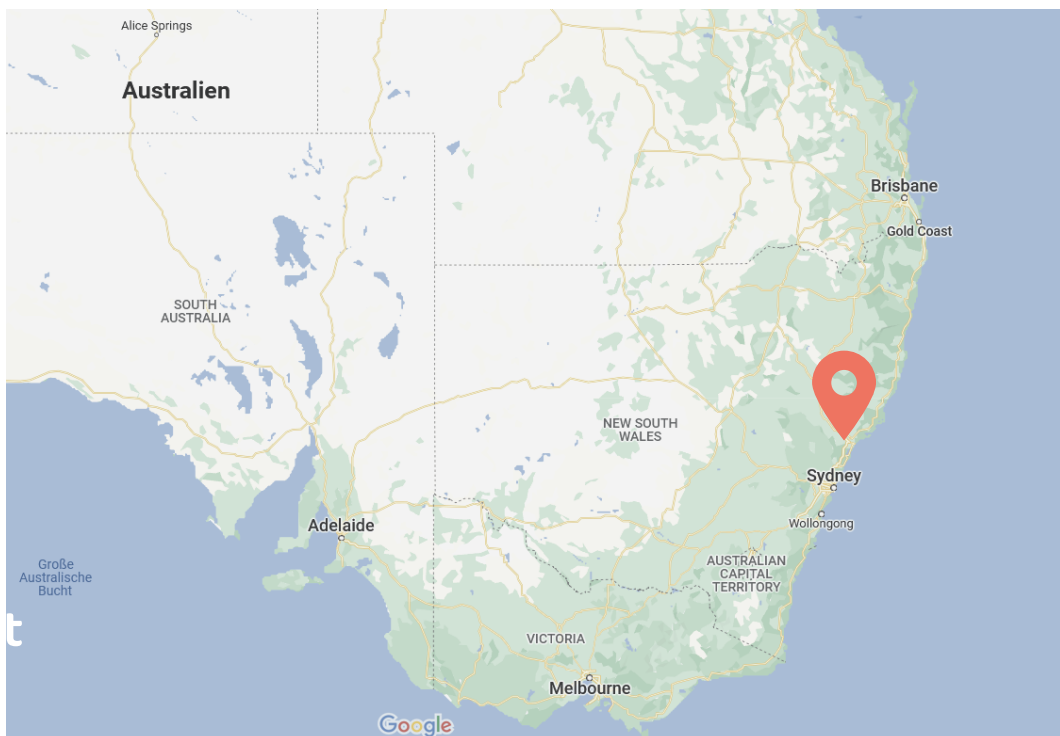 Alice Springs
Australien
Brisbane
Gold Coast
SOUTH
AUSTRALIA
NEW SOUTH
WALES
Sydney
Wollongong
Adelaide
AUSTRALIAN
CAPITAL
TERRITORY
Große
Australische
Bucht
t
VICTORIA
Melbourne
Google